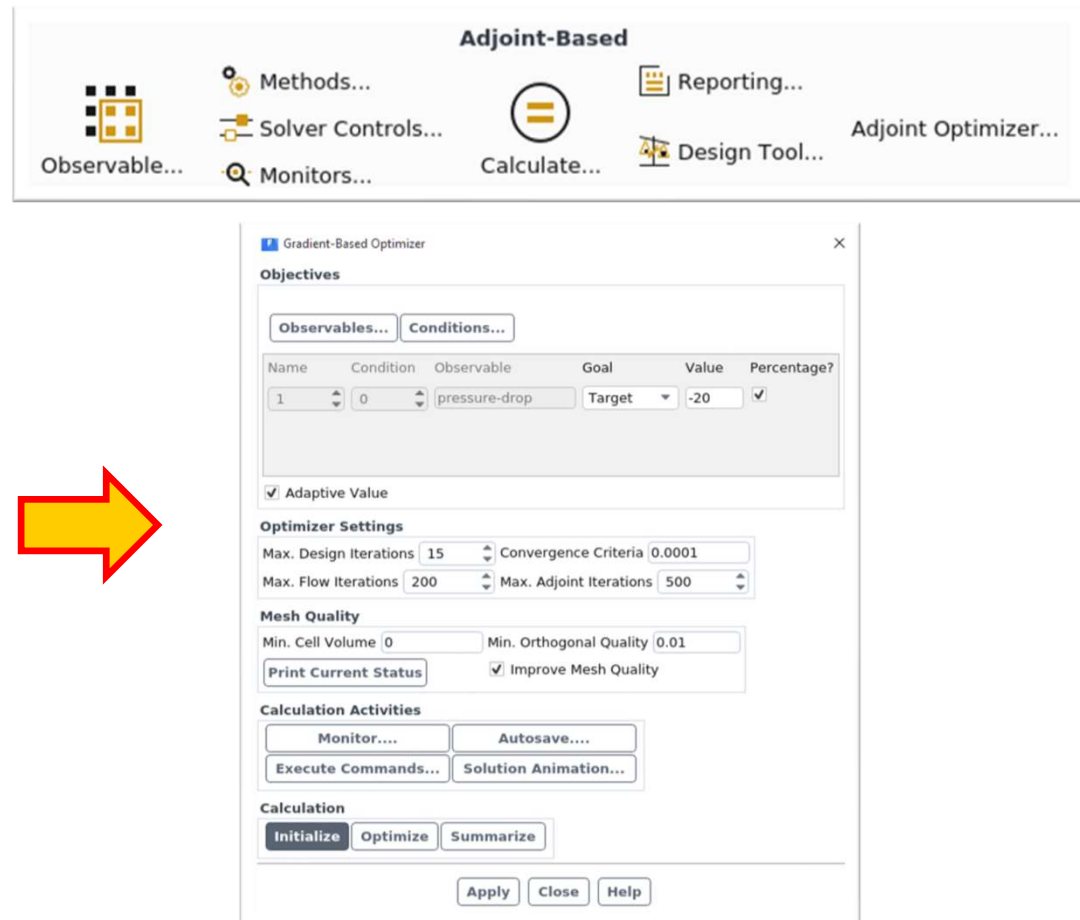 Adjoint-Based
Observable...
Methods...
Solver Controls...
Monitors...
Calculate...
Reporting...
Design Tool...
Adjoint Optimizer...
Gradient-Based Optimizer
Objectives
Observables... Conditions...
Name Condition Observable Goal Value Percentage?
1 0 pressure-drop Target -20
Adaptive Value
Optimizer Settings
Max. Design Iterations 15 Convergence Criteria 0.0001
Max. Flow Iterations 200 Max. Adjoint Iterations 500
Mesh Quality
Min. Cell Volume 0 Min. Orthogonal Quality 0.01
Print Current Status Improve Mesh Quality
Calculation Activities
Monitor.... Autosave....
Execute Commands... Solution Animation...
Calculation
Initialize Optimize Summarize
Apply Close Help